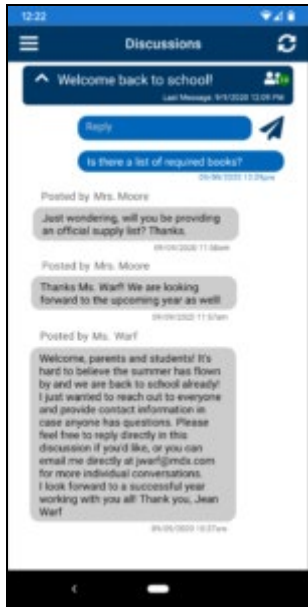 12:22
Discussions
Welcome back to school!
Last Message: 9/9/2020 12:09 PM
Reply
Is there a list of required books?
09/09/2020 12:09pm
Posted by Mrs. Moore
Just wondering, will you be providing
an official supply list? Thanks.
09/09/2020 11:58am
Posted by Mrs. Moore
Thanks Ms. Warf! We are looking
forward to the upcoming year as well!
09/09/2020 11:57am
Posted by Ms. Warf
Welcome, parents and students! It's
hard to believe the summer has flown
by and we are back to school already!
I just wanted to reach out to everyone
and provide contact information in
case anyone has questions. Please
feel free to reply directly in this
discussion if you'd like, or you can
email me directly at jwarf@mdx.com
for more individual conversations.
I look forward to a successful year
working with you all! Thank you, Jean
Warf
09/09/2020 10:27am